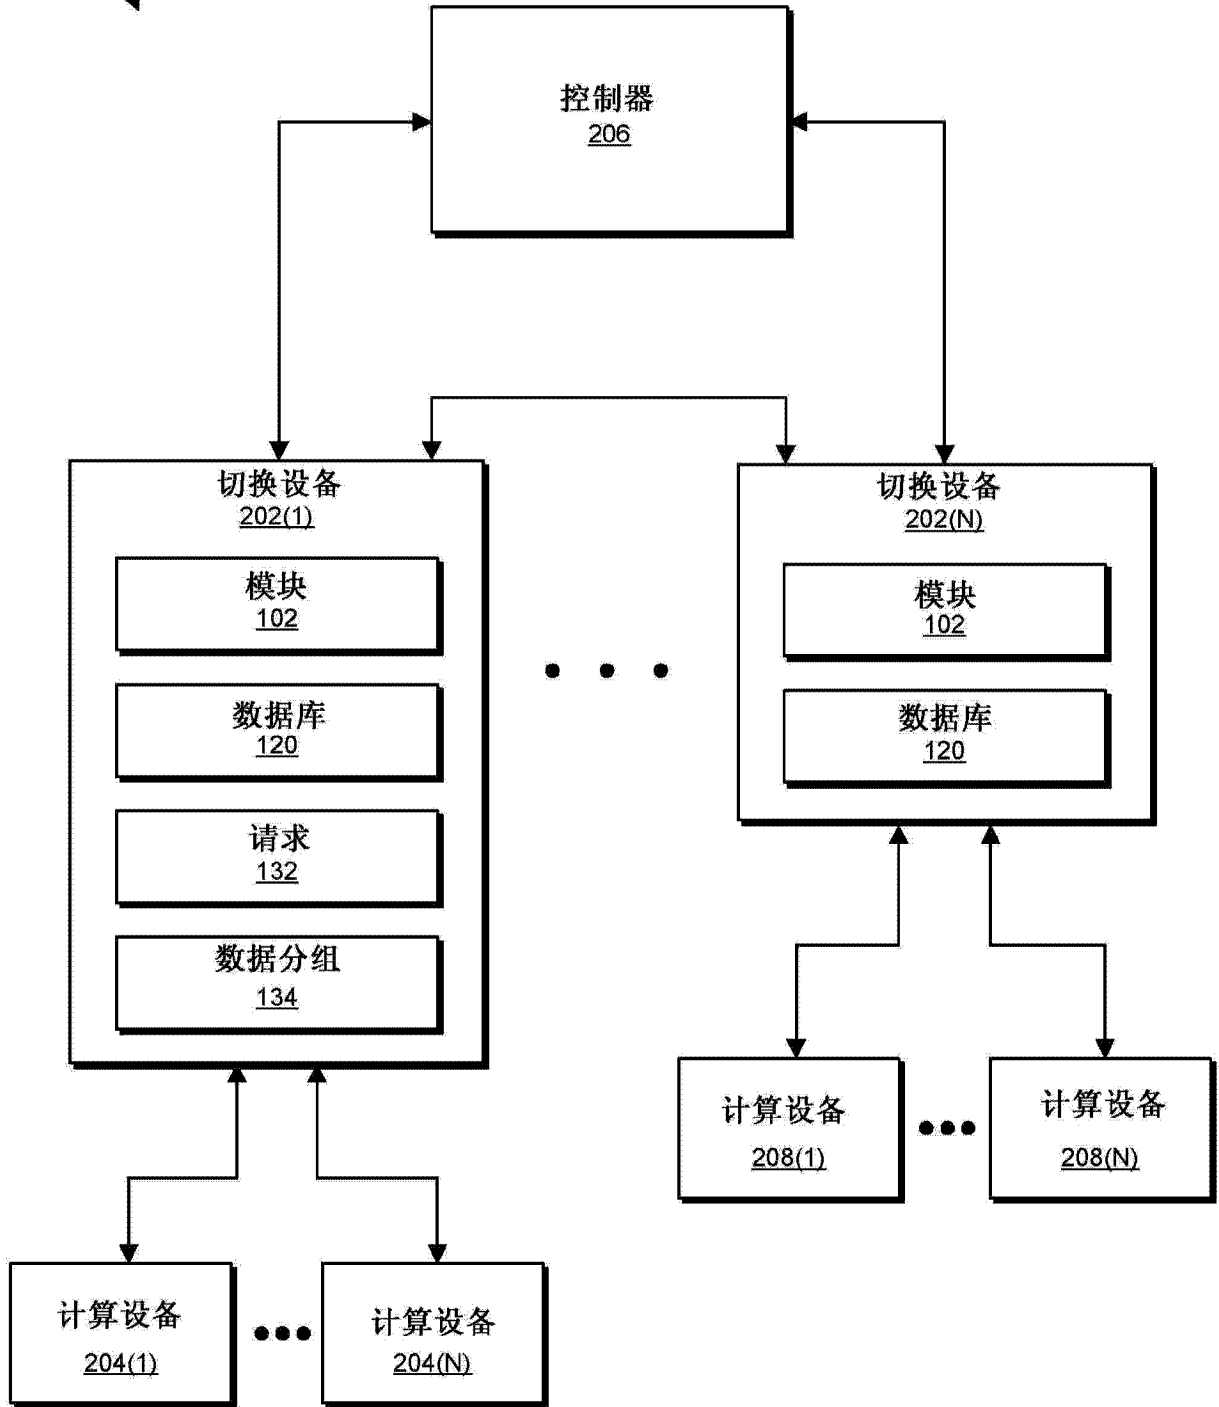 控制器
206
切换设备
202(1)
模块
102
数据库
120
请求
132
数据分组
134
切换设备
202(N)
模块
102
数据库
120
计算设备
204(1)
计算设备
204(N)
计算设备
208(1)
计算设备
208(N)